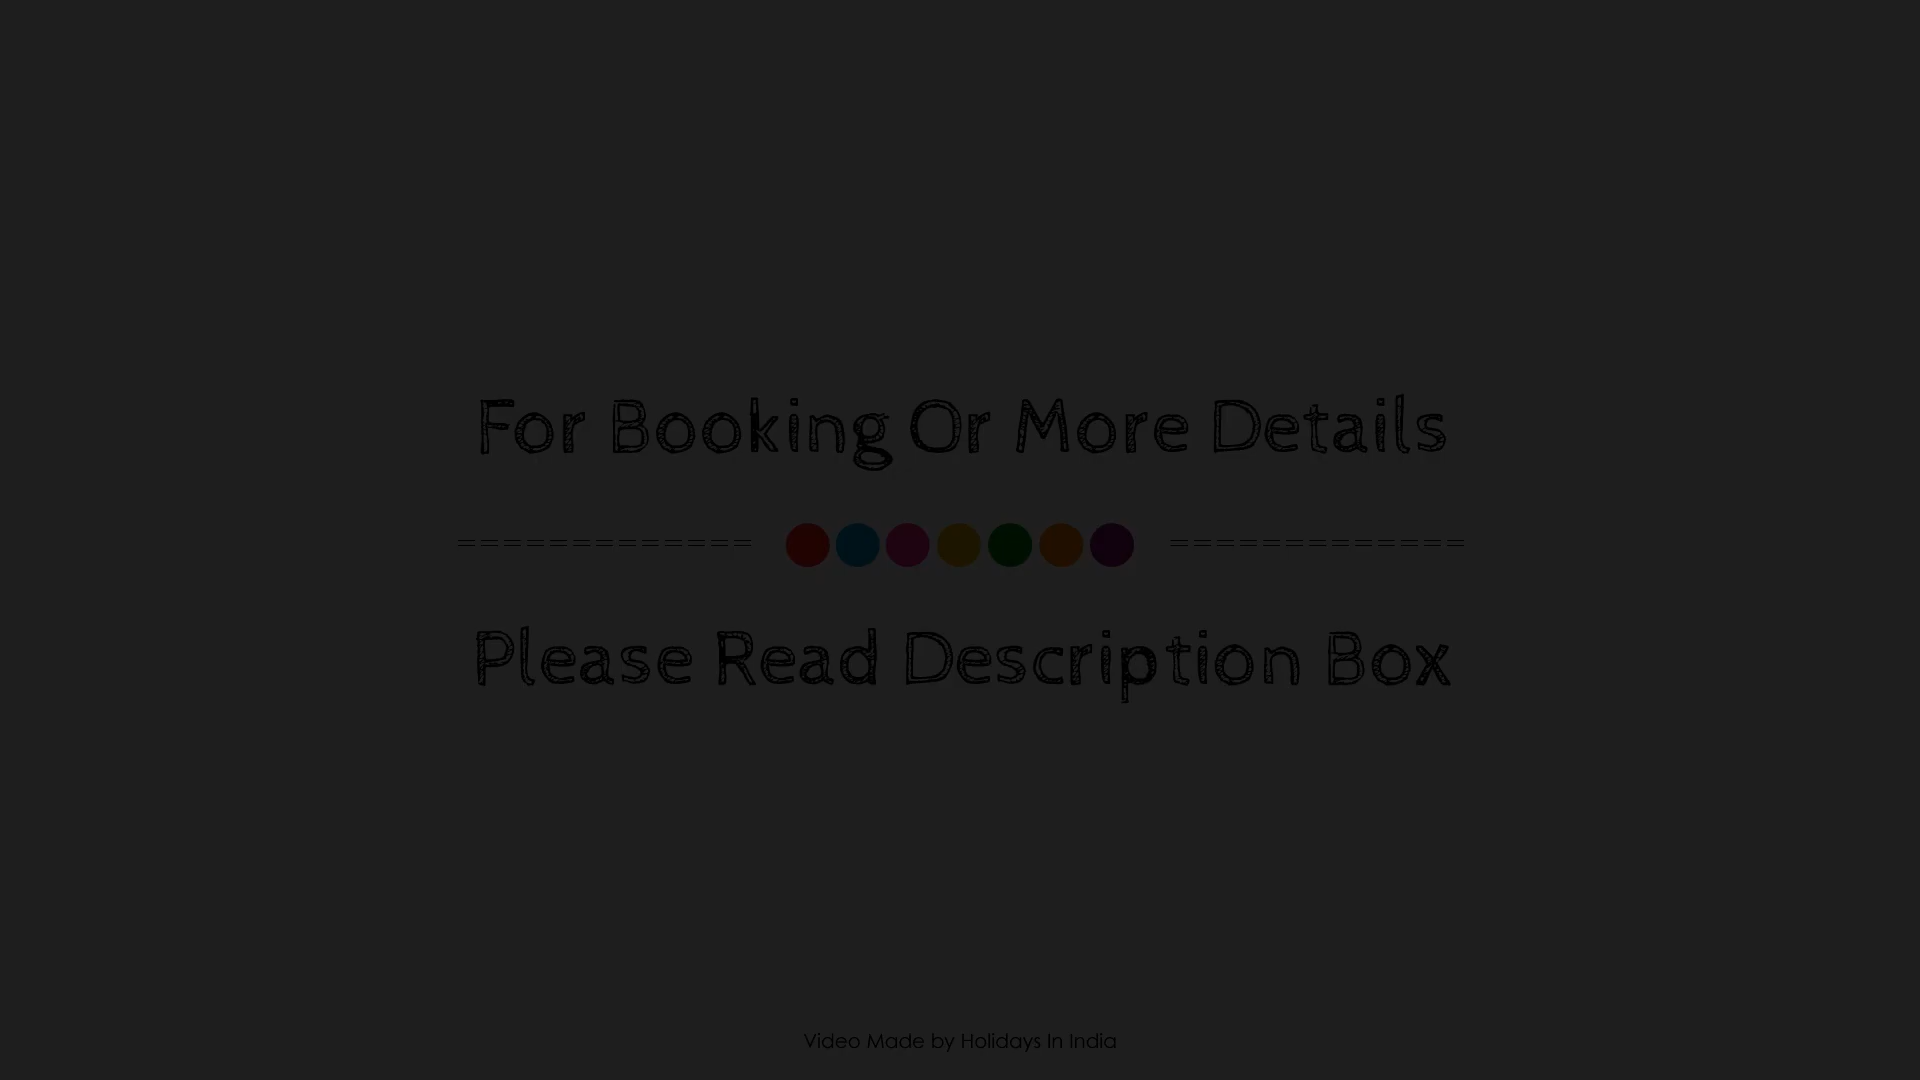 For Booking Or More Details
============= =============
Please Read Description Box
Video Made by Holidays In India